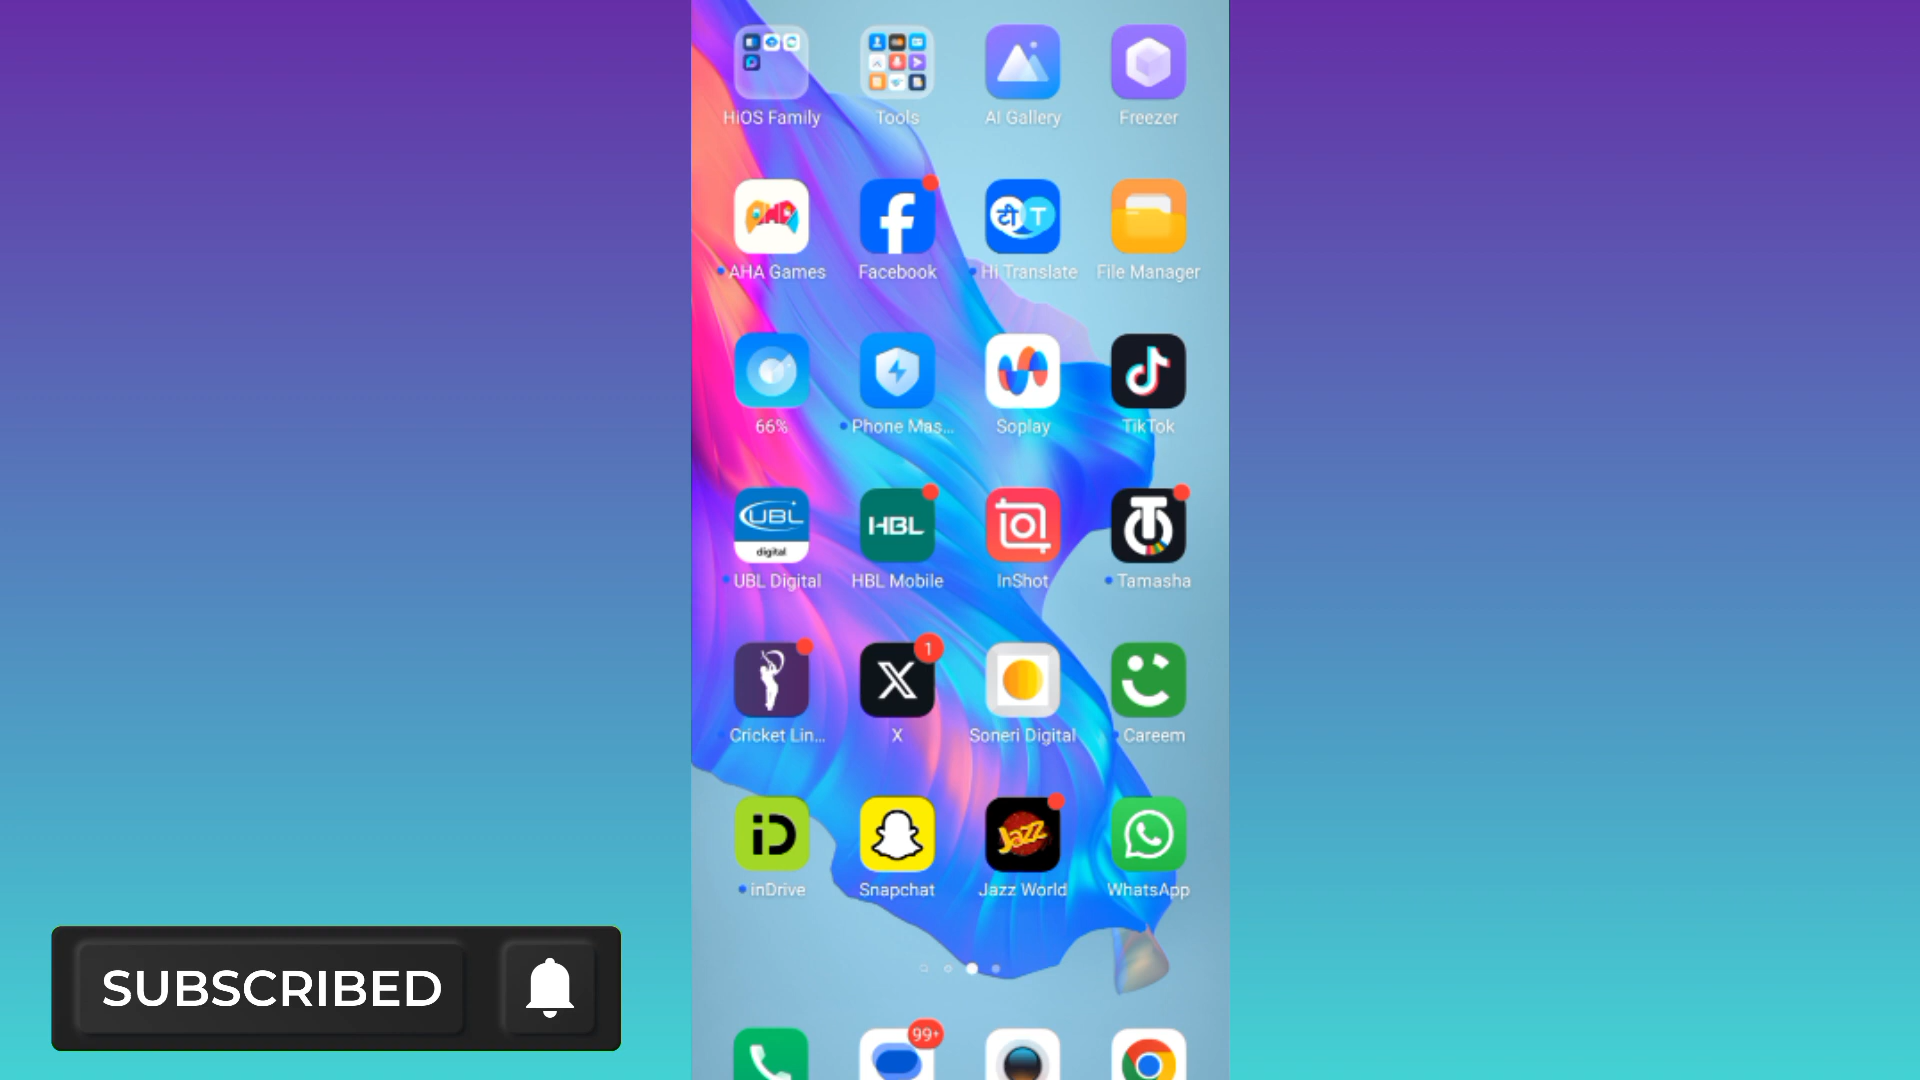 HiOS Family Tools AI Gallery Freezer
AHA Games Facebook Hi Translate File Manager
टी T
66% Phone Mas... Soplay TikTok
UBL HBL
digital
UBL Digital HBL Mobile InShot Tamasha
1
X
Cricket Lin... X Soneri Digital Careem
iD Jazz
inDrive Snapchat Jazz World WhatsApp
SUBSCRIBED
99+